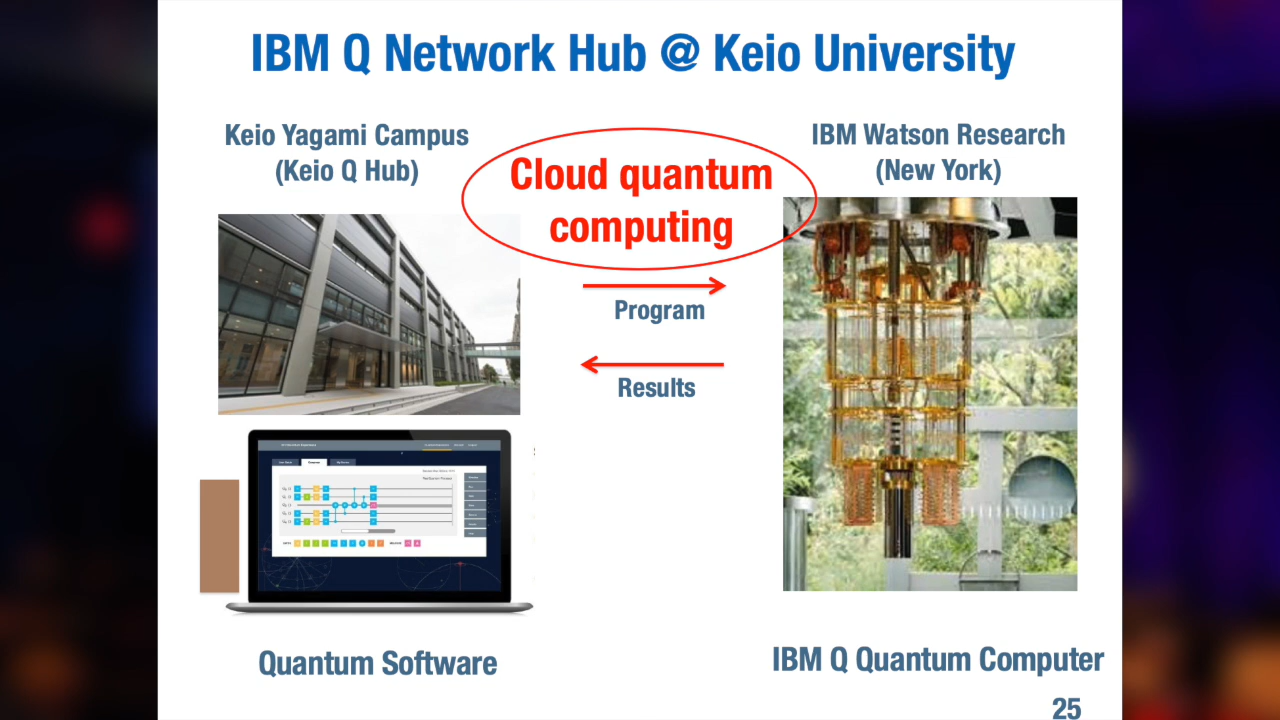 IBM Q Network Hub @ Keio University
Keio Yagami Campus
(Keio Q Hub)
Cloud quantum
computing
IBM Watson Research
(New York)
Program
Results
Quantum Software
IBM Q Quantum Computer
25